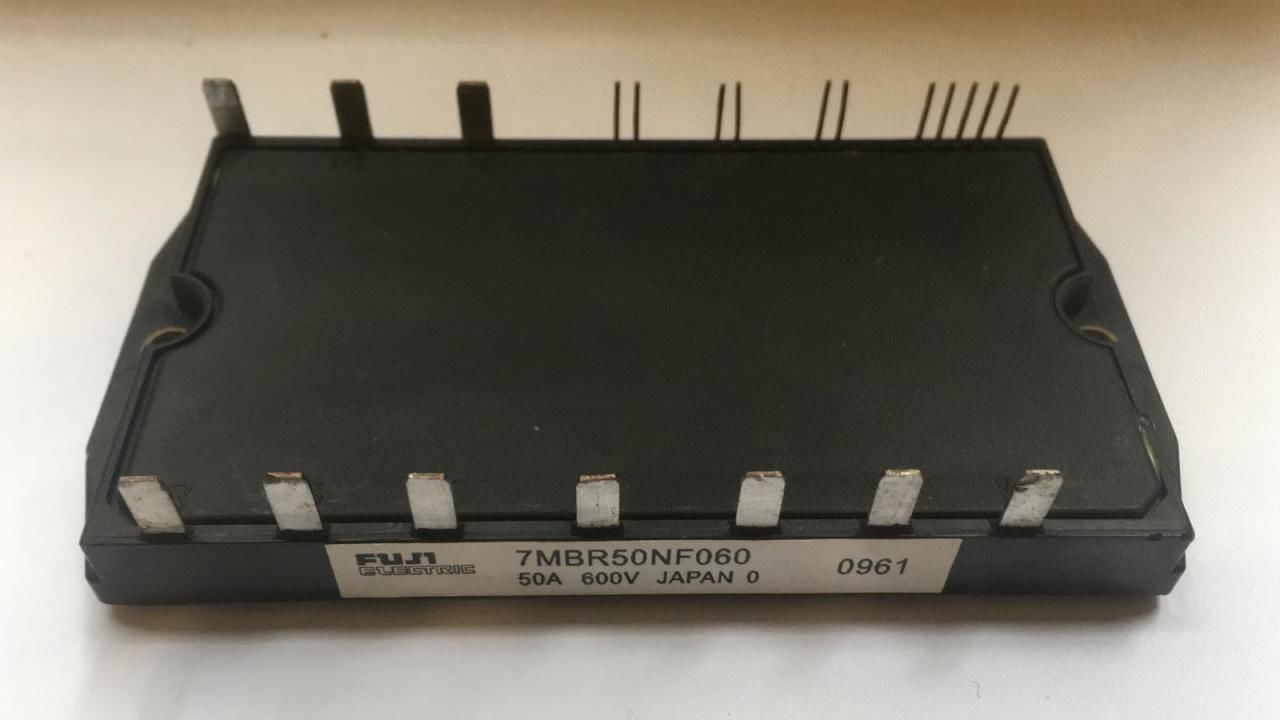 FUJI 7MBR50NF060
ELECTRIC 50A 600V JAPAN 0 0961